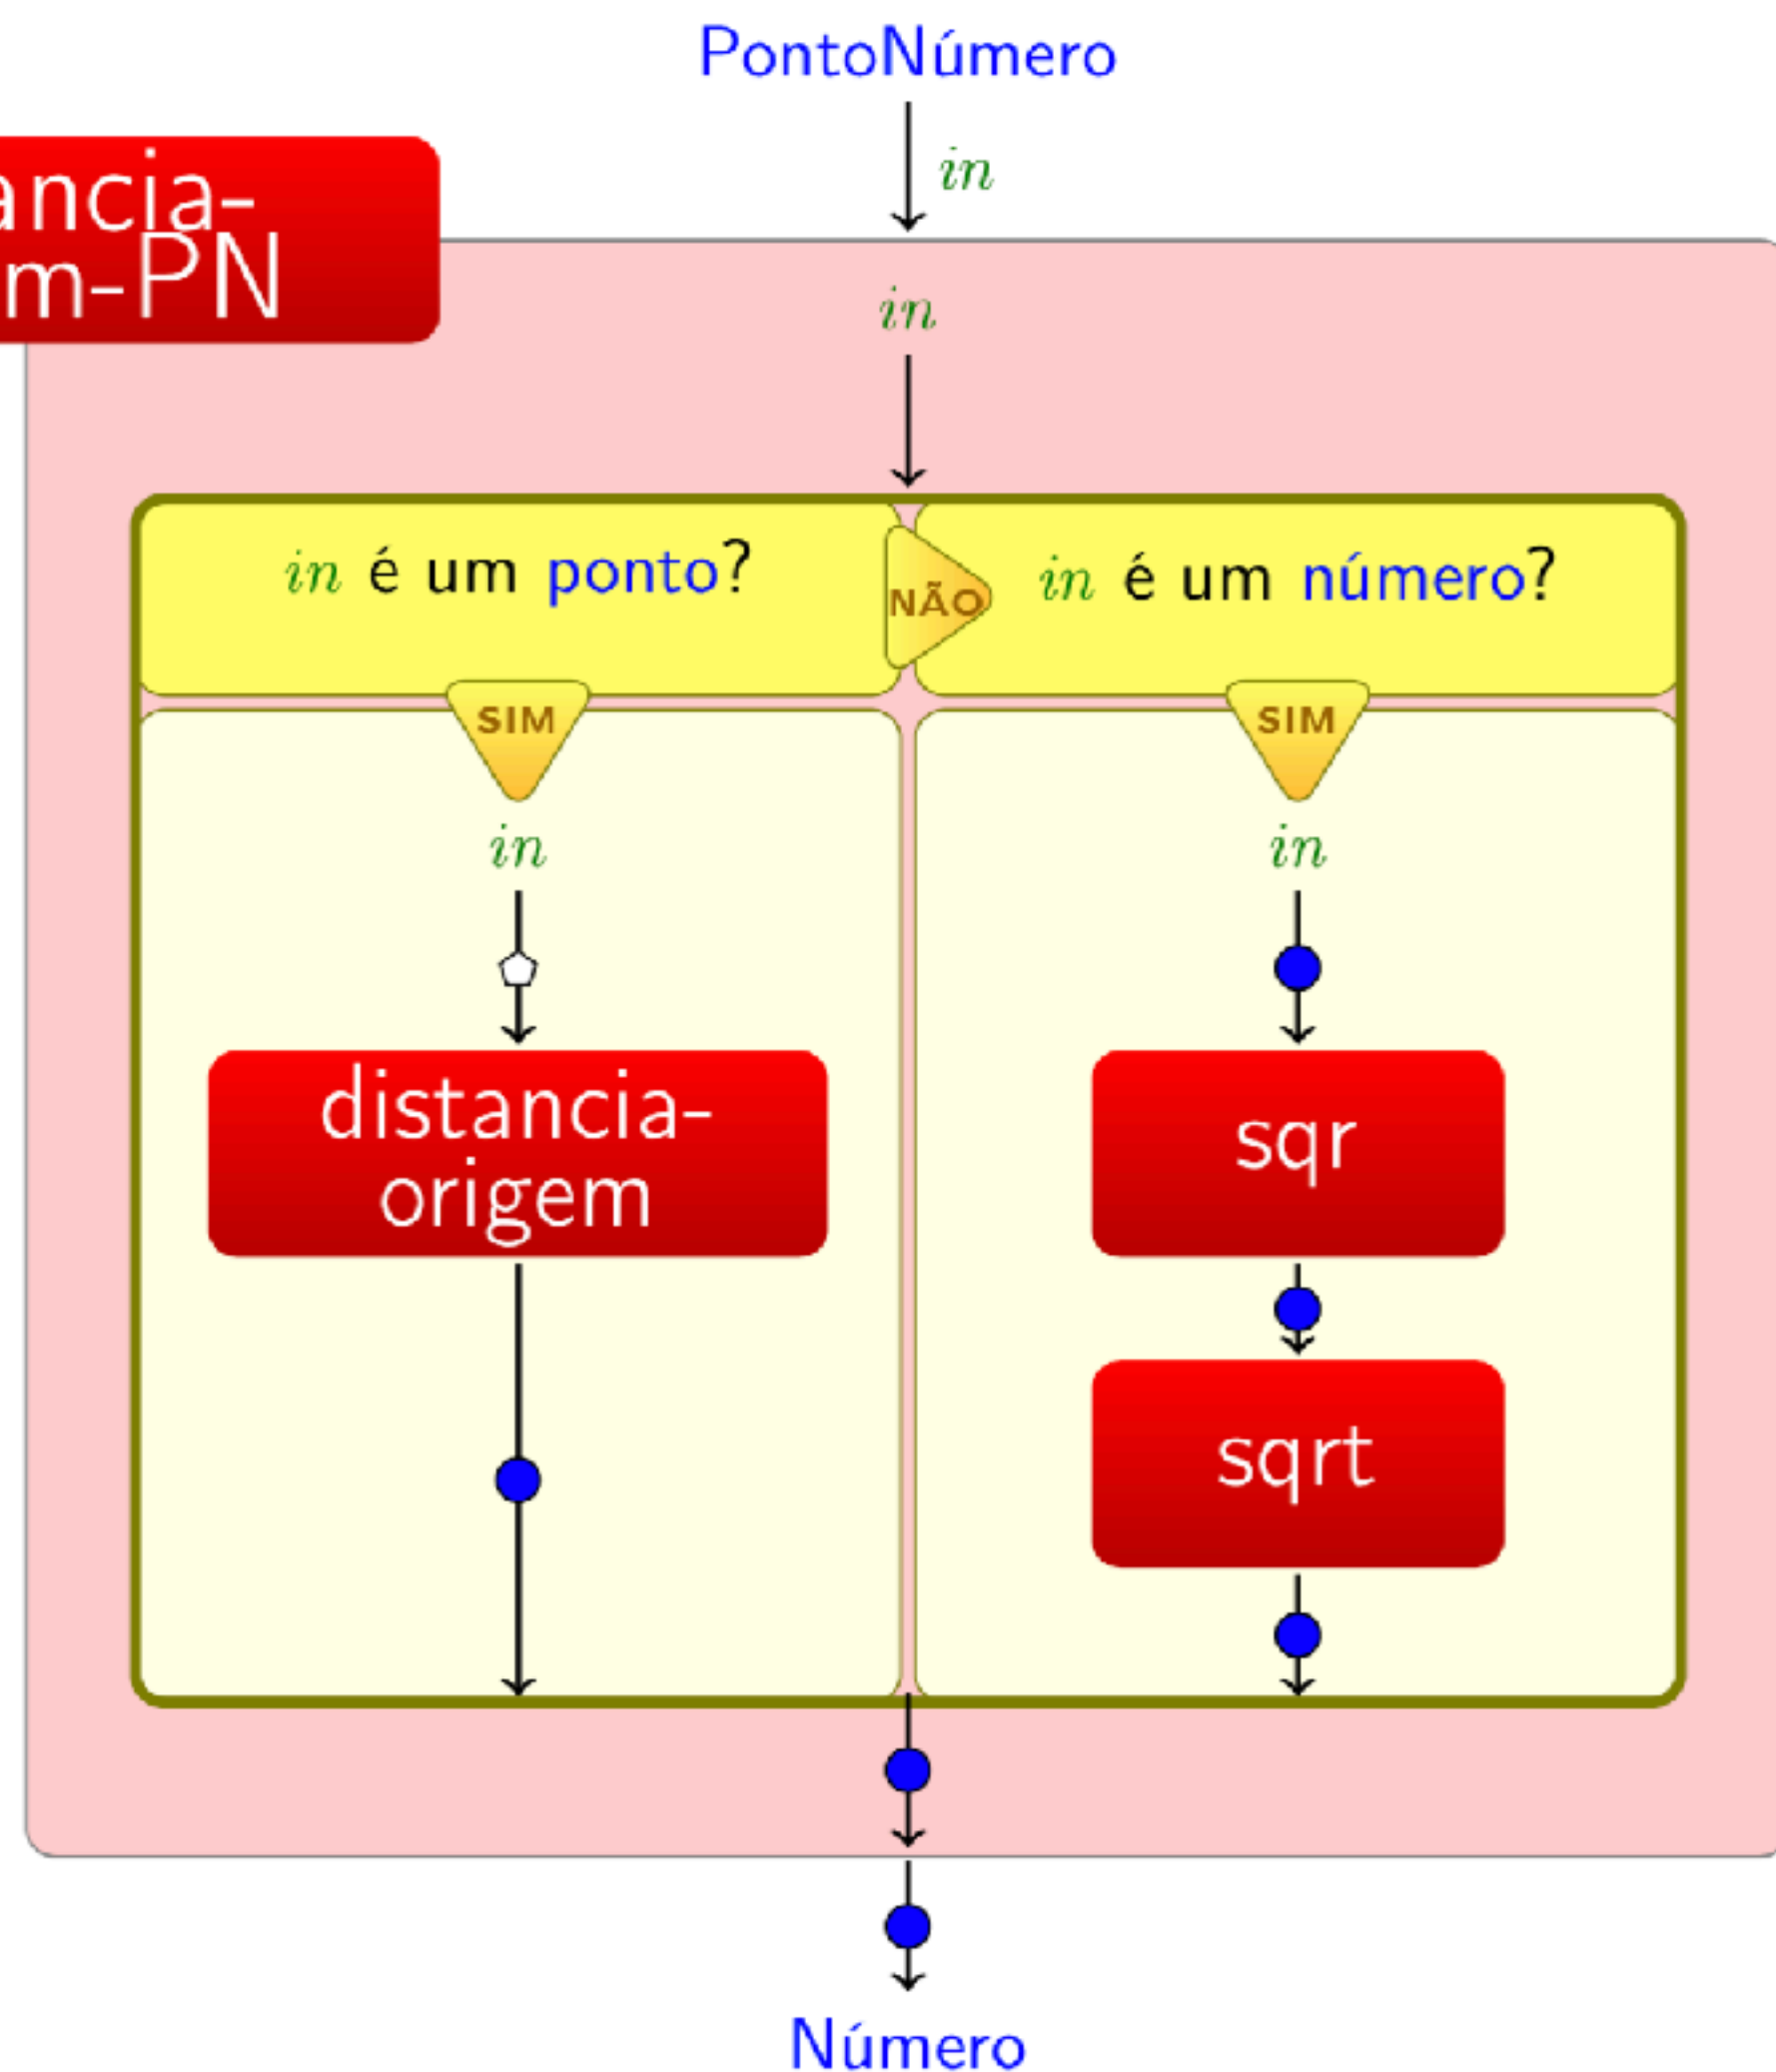 PontoNúmero
in
ancia-
m-PN
in
in é um ponto?
NÃO
in é um número?
SIM
SIM
in
in
distancia-
origem
sqr
sqrt
Número